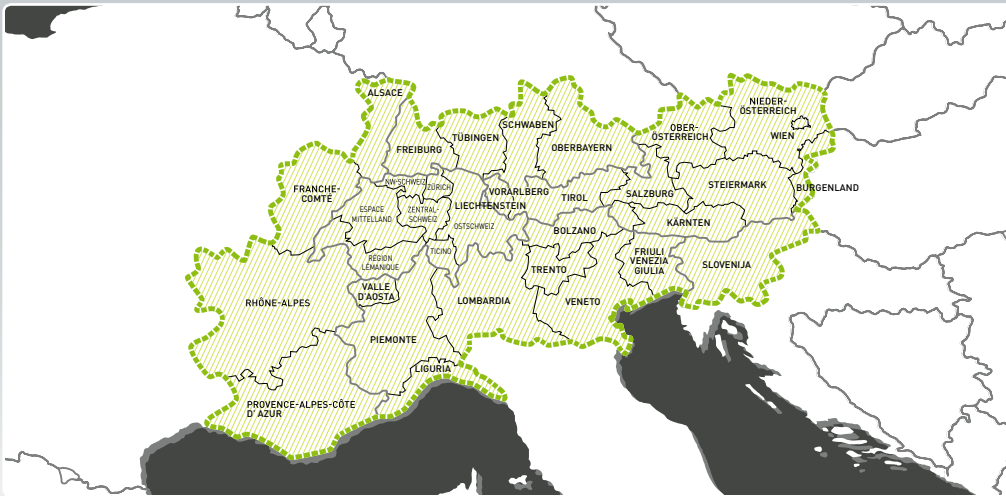 ALSACE
NIEDER-
ÖSTERREICH
SCHWABEN
OBER-
ÖSTERREICH
WIEN
TÜBINGEN
FREIBURG
OBERBAYERN
NW-SCHWEIZ
ZÜRICH
FRANCHE-
COMTÉ
VORARLBERG
TIROL
SALZBURG
STEIERMARK
BURGENLAND
LIECHTENSTEIN
ESPACE
MITTELLAND
ZENTRAL-
SCHWEIZ
OSTSCHWEIZ
BOLZANO
KÄRNTEN
TICINO
RÉGION
LÉMANIQUE
FRIULI
VENEZIA
GIULIA
SLOVENIJA
TRENTO
VALLE
D'AOSTA
RHÔNE-ALPES
LOMBARDIA
VENETO
PIEMONTE
LIGURIA
PROVENCE-ALPES-CÔTE
D' AZUR